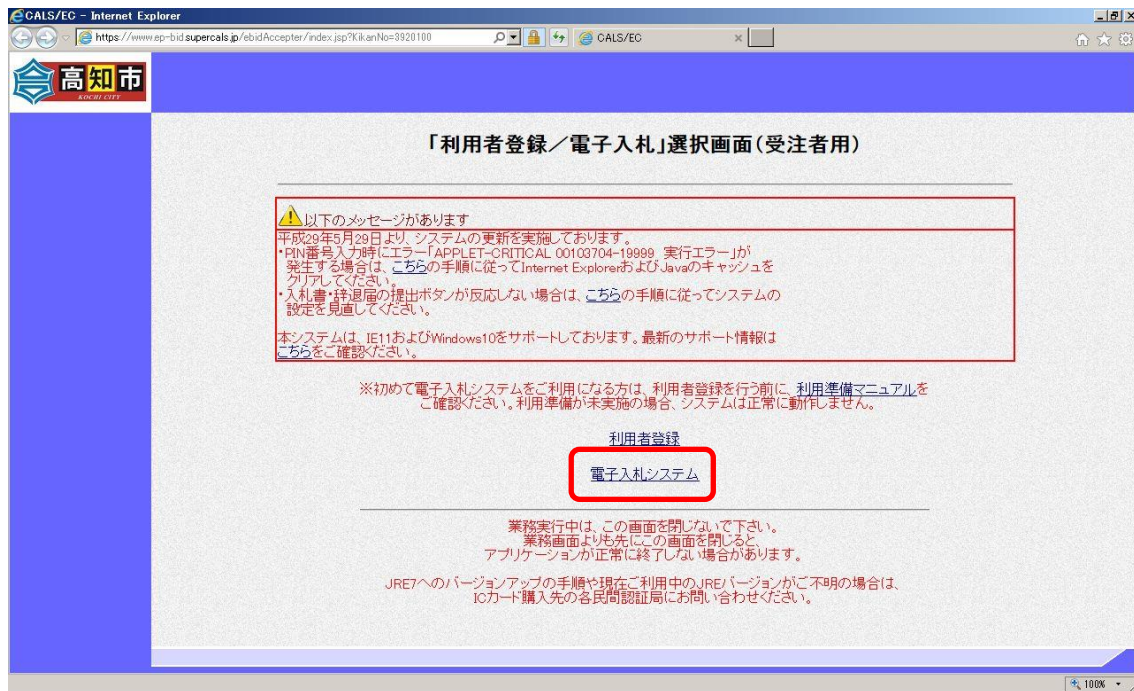 CALS/EC - Internet Explorer
https://www.ep-bid.supercals.jp/ebidAccepter/index.jsp?KikanNo=3920100
CALS/EC
高知市
KOCHI CITY
「利用者登録／電子入札」選択画面(受注者用)
以下のメッセージがあります
平成29年5月29日より、システムの更新を実施しております。
・PIN番号入力時にエラー「APPLET-CRITICAL 00103704-19999 実行エラー」が
発生する場合は、こちらの手順に従ってInternet ExplorerおよびJavaのキャッシュを
クリアしてください。
・入札書・辞退届の提出ボタンが反応しない場合は、こちらの手順に従ってシステムの
設定を見直してください。
本システムは、IE11およびWindows10をサポートしております。最新のサポート情報は
こちらをご確認ください。
※初めて電子入札システムをご利用になる方は、利用者登録を行う前に、利用準備マニュアルを
ご確認ください。利用準備が未実施の場合、システムは正常に動作しません。
利用者登録
電子入札システム
業務実行中は、この画面を閉じないで下さい。
業務画面よりも先にこの画面を閉じると、
アプリケーションが正常に終了しない場合があります。
JRE7へのバージョンアップの手順や現在ご利用中のJREバージョンがご不明の場合は、
ICカード購入先の各民間認証局にお問い合わせください。
100%